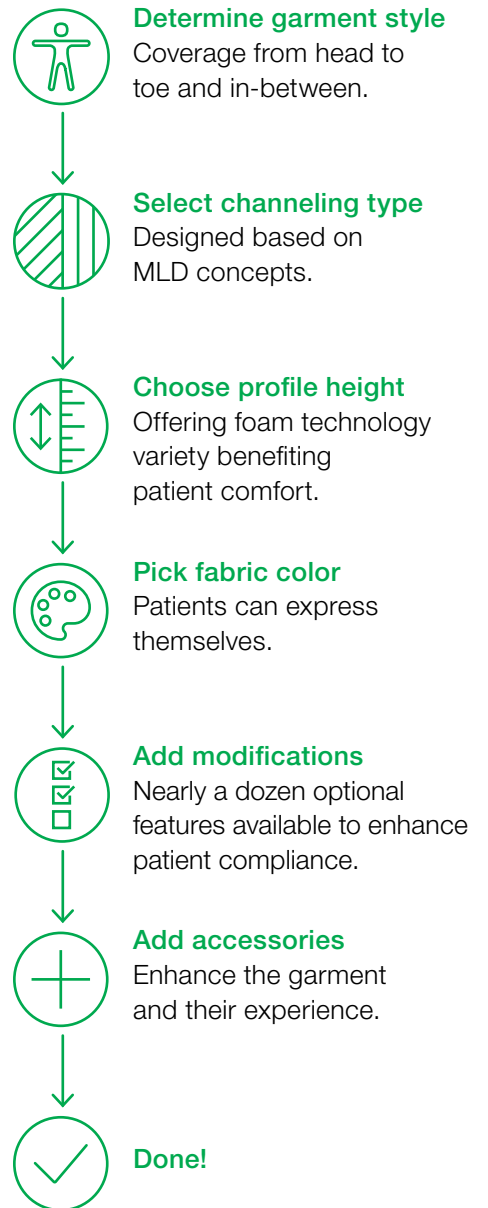 Determine garment style
Coverage from head to
toe and in-between.
Select channeling type
Designed based on
MLD concepts.
Choose profile height
Offering foam technology
variety benefiting
patient comfort.
Pick fabric color
Patients can express
themselves.
Add modifications
Nearly a dozen optional
features available to enhance
patient compliance.
Add accessories
Enhance the garment
and their experience.
Done!